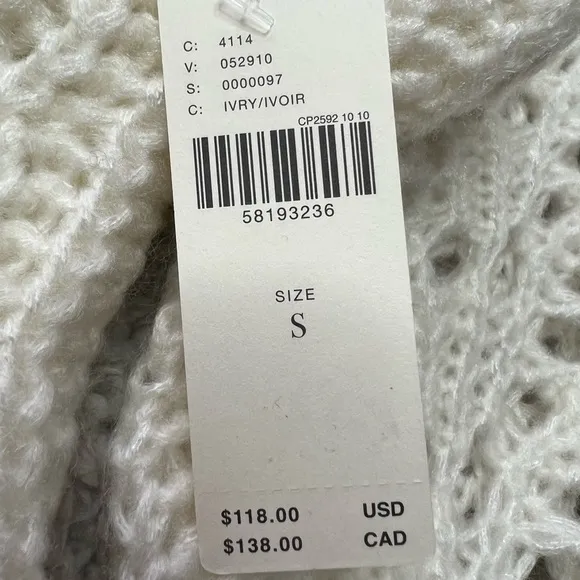 C: 4114
V: 052910
S: 0000097
C: IVRY/IVOIR
CP2592 10 10
58193236
SIZE
S
$118.00 USD
$138.00 CAD